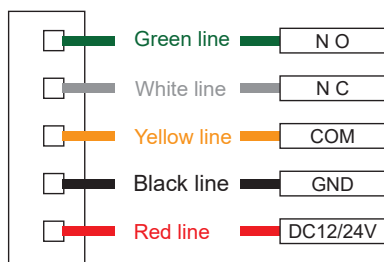 Green line N O
White line N C
Yellow line COM
Black line GND
Red line DC12/24V